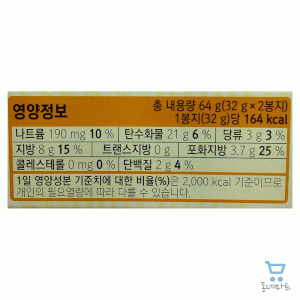 영양정보
총 내용량 64 g(32 g×2봉지)
1봉지(32 g)당 164 kcal
나트륨 190 mg 10 % 탄수화물 21 g 6 % 당류 3 g 3 %
지방 8 g 15 % 트랜스지방 0 g 포화지방 3.7 g 25 %
콜레스테롤 0 mg 0 % 단백질 2 g 4 %
1일 영양성분 기준치에 대한 비율(%)은 2,000 kcal 기준이므로
개인의 필요열량에 따라 다를 수 있습니다.
동네마트